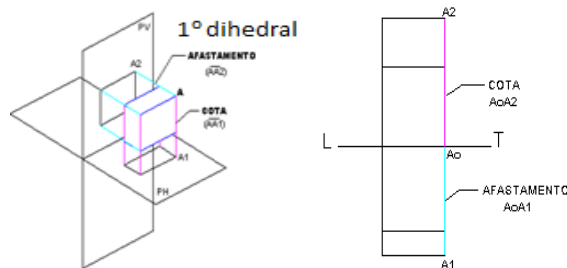 1º dihedral
PV
AFASTAMENTO
(AA2)
A2
A
COTA
(AA1)
A1
PH
A2
COTA
AoA2
L
T
Ao
AFASTAMENTO
AoA1
A1